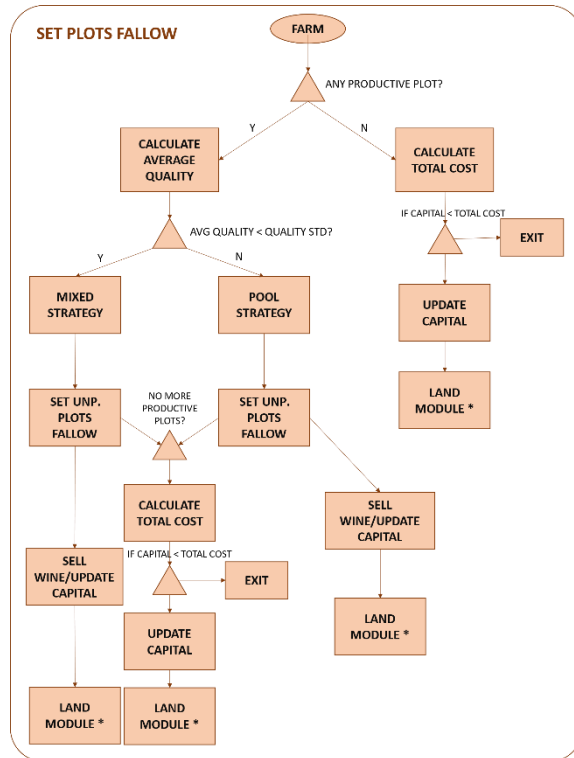 SET PLOTS FALLOW
FARM
ANY PRODUCTIVE PLOT?
Y
N
CALCULATE
AVERAGE
QUALITY
CALCULATE
TOTAL COST
IF CAPITAL < TOTAL COST
EXIT
AVG QUALITY < QUALITY STD?
Y
N
MIXED
STRATEGY
POOL
STRATEGY
UPDATE
CAPITAL
LAND
MODULE *
SET UNP.
PLOTS
FALLOW
NO MORE
PRODUCTIVE
PLOTS?
SET UNP.
PLOTS
FALLOW
CALCULATE
TOTAL COST
SELL
WINE/UPDATE
CAPITAL
IF CAPITAL < TOTAL COST
SELL
WINE/UPDATE
CAPITAL
EXIT
UPDATE
CAPITAL
LAND
MODULE *
LAND
MODULE *
LAND
MODULE *